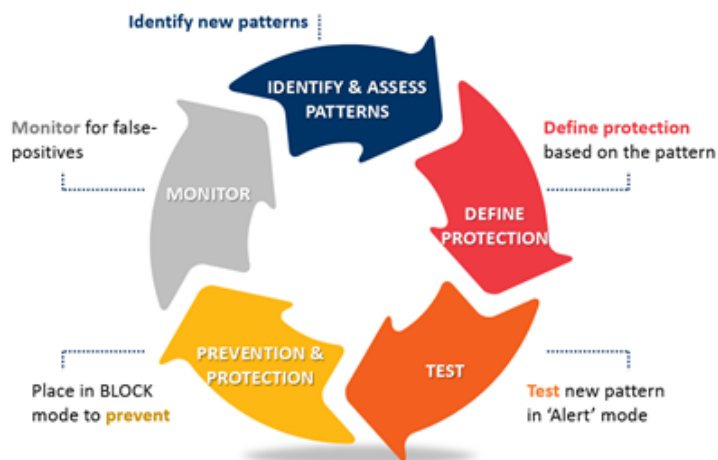 Identify new patterns
IDENTIFY & ASSESS
PATTERNS
Monitor for false-
positives
Define protection
based on the pattern
MONITOR
DEFINE
PROTECTION
PREVENTION &
PROTECTION
TEST
Place in BLOCK
mode to prevent
Test new pattern
in ‘Alert’ mode